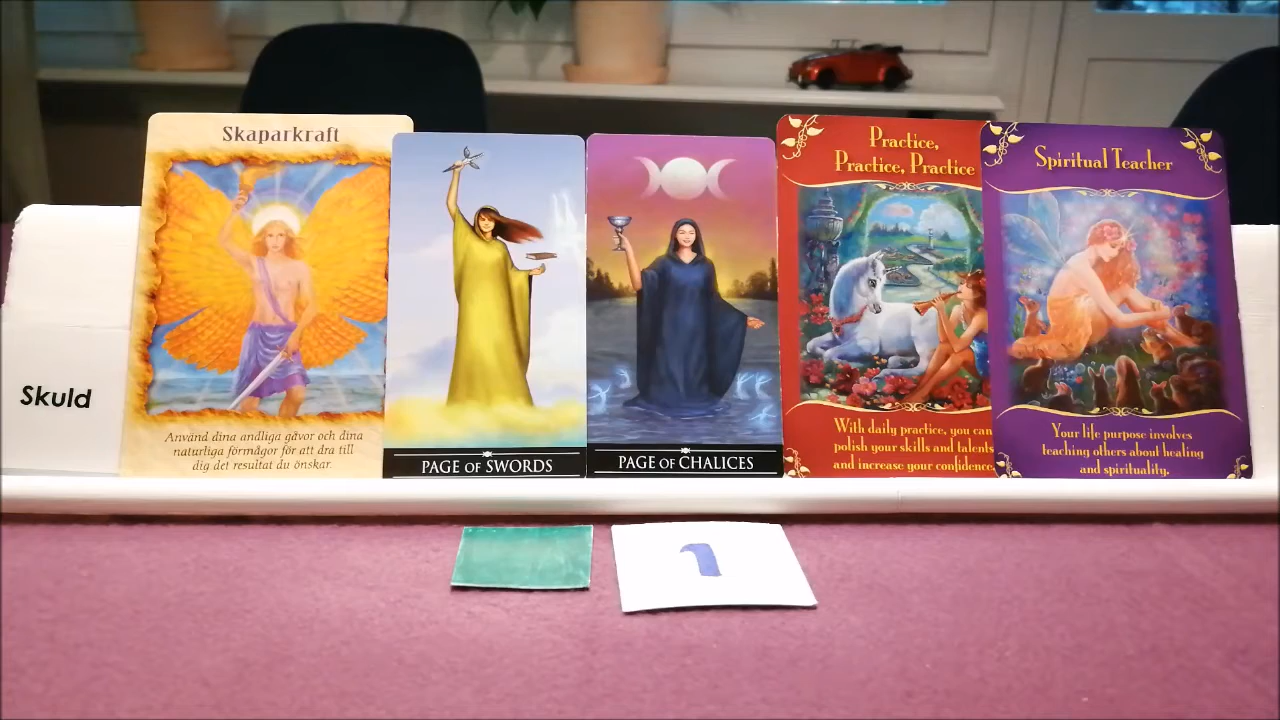 Skuld
Skaparkraft
Använd dina andliga gåvor och dina
naturliga förmågor för att dra till
dig det resultat du önskar.
PAGE OF SWORDS
PAGE OF CHALICES
Practice,
Practice, Practice
With daily practice, you can
polish your skills and talents
and increase your confidence.
Spiritual Teacher
Your life purpose involves
teaching others about healing
and spirituality.
1